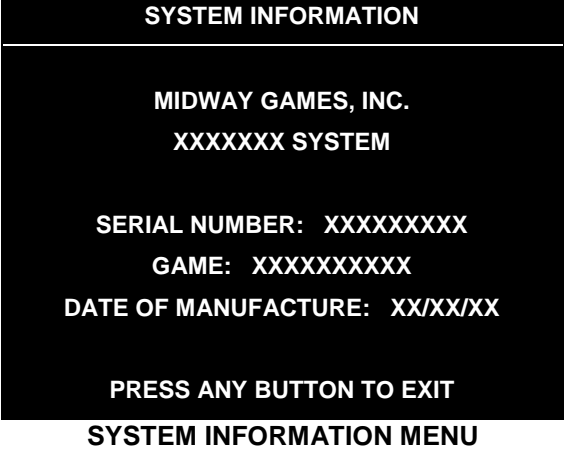 SYSTEM INFORMATION
MIDWAY GAMES, INC.
XXXXXXX SYSTEM
SERIAL NUMBER: XXXXXXXXX
GAME: XXXXXXXXXX
DATE OF MANUFACTURE: XX/XX/XX
PRESS ANY BUTTON TO EXIT
SYSTEM INFORMATION MENU